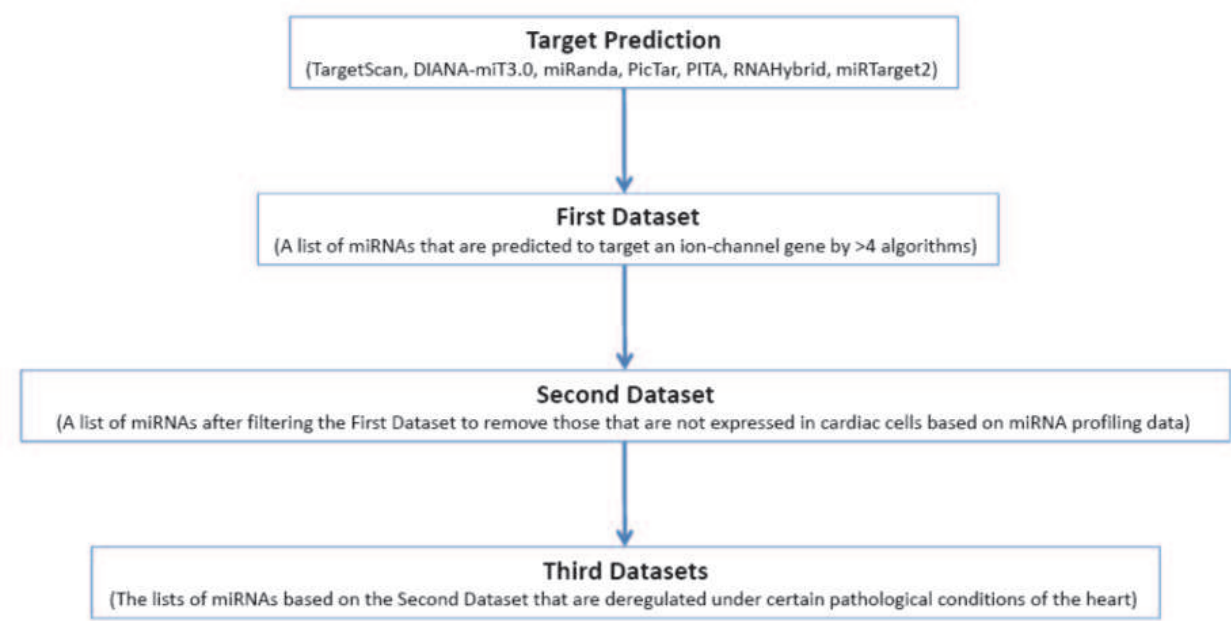 Target Prediction
(TargetScan, DIANA-miT3.0, miRanda, PicTar, PITA, RNAHybrid, miRTarget2)
First Dataset
(A list of miRNAs that are predicted to target an ion-channel gene by >4 algorithms)
Second Dataset
(A list of miRNAs after filtering the First Dataset to remove those that are not expressed in cardiac cells based on miRNA profiling data)
Third Datasets
(The lists of miRNAs based on the Second Dataset that are deregulated under certain pathological conditions of the heart)